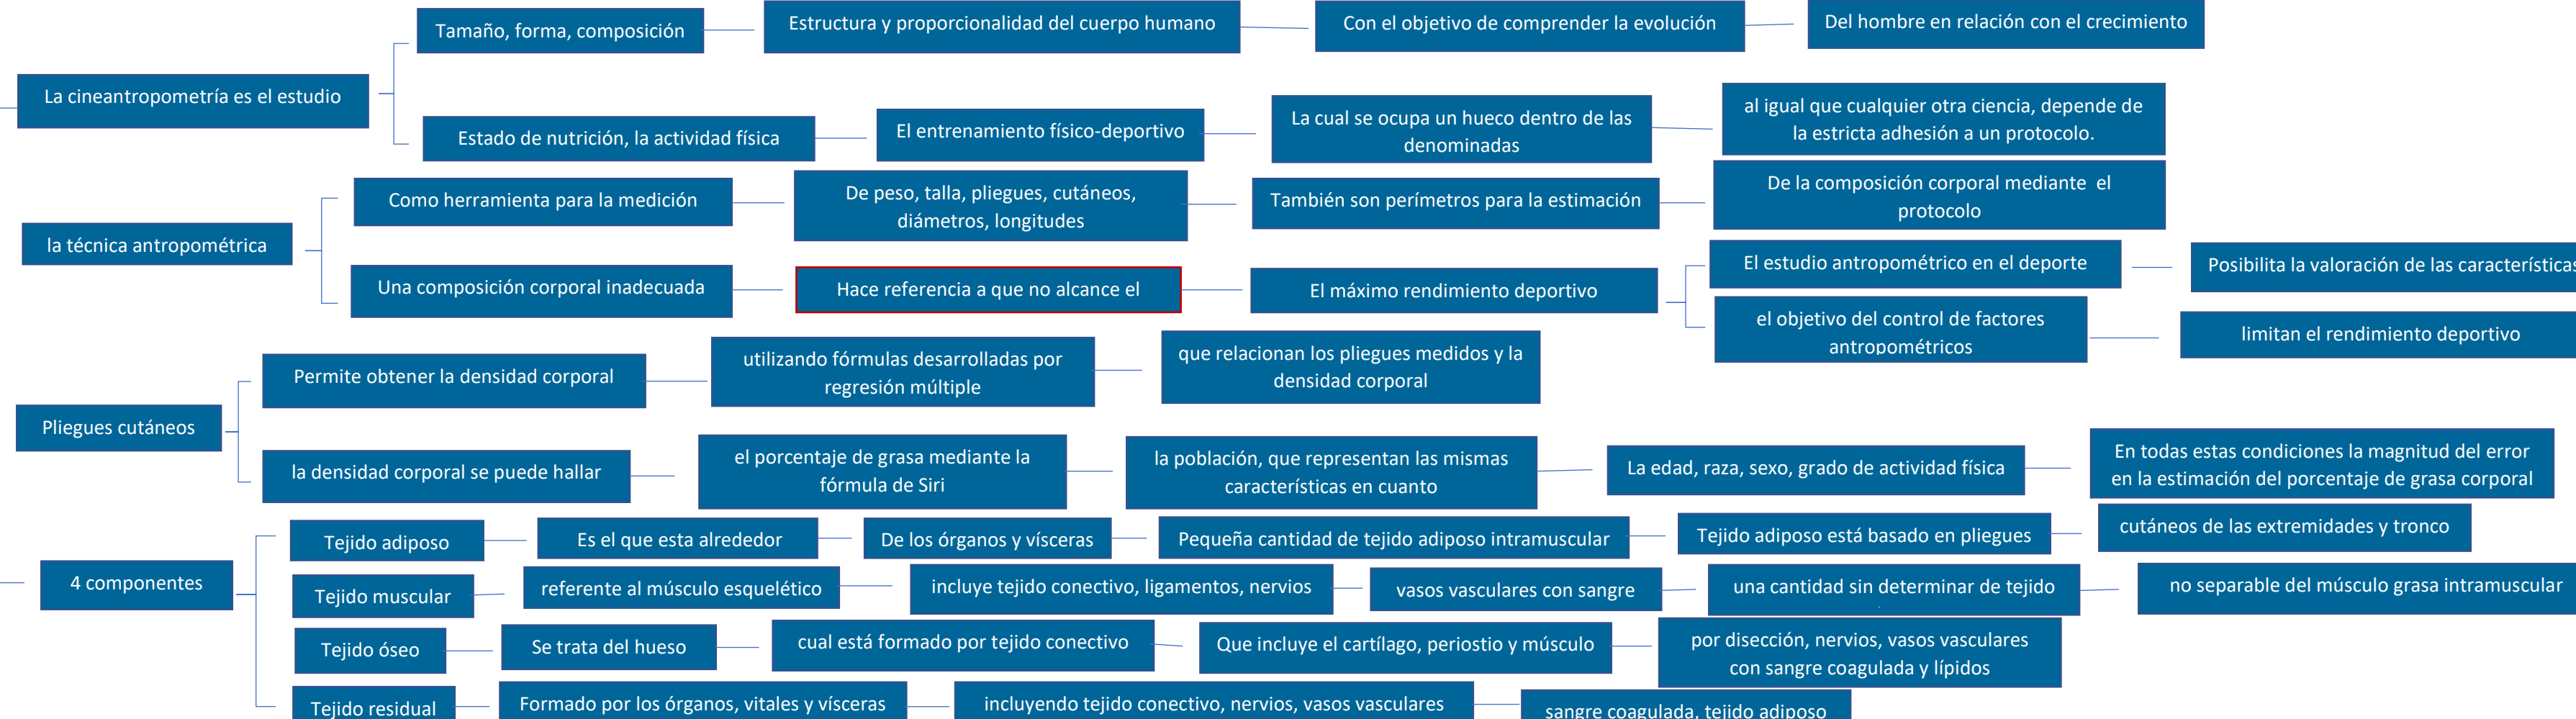 La cineantropometría es el estudio
Tamaño, forma, composición
Estructura y proporcionalidad del cuerpo humano
Con el objetivo de comprender la evolución
Del hombre en relación con el crecimiento
Estado de nutrición, la actividad física
El entrenamiento físico-deportivo
La cual se ocupa un hueco dentro de las
denominadas
al igual que cualquier otra ciencia, depende de
la estricta adhesión a un protocolo.
la técnica antropométrica
Como herramienta para la medición
De peso, talla, pliegues, cutáneos,
diámetros, longitudes
También son perímetros para la estimación
De la composición corporal mediante el
protocolo
Una composición corporal inadecuada
Hace referencia a que no alcance el
El máximo rendimiento deportivo
El estudio antropométrico en el deporte
Posibilita la valoración de las características
el objetivo del control de factores
antropométricos
limitan el rendimiento deportivo
Pliegues cutáneos
Permite obtener la densidad corporal
utilizando fórmulas desarrolladas por
regresión múltiple
que relacionan los pliegues medidos y la
densidad corporal
la densidad corporal se puede hallar
el porcentaje de grasa mediante la
fórmula de Siri
la población, que representan las mismas
características en cuanto
La edad, raza, sexo, grado de actividad física
En todas estas condiciones la magnitud del error
en la estimación del porcentaje de grasa corporal
4 componentes
Tejido adiposo
Es el que esta alrededor
De los órganos y vísceras
Pequeña cantidad de tejido adiposo intramuscular
Tejido adiposo está basado en pliegues
cutáneos de las extremidades y tronco
Tejido muscular
referente al músculo esquelético
incluye tejido conectivo, ligamentos, nervios
vasos vasculares con sangre
una cantidad sin determinar de tejido
no separable del músculo grasa intramuscular
Tejido óseo
Se trata del hueso
cual está formado por tejido conectivo
Que incluye el cartílago, periostio y músculo
por disección, nervios, vasos vasculares
con sangre coagulada y lípidos
Tejido residual
Formado por los órganos, vitales y vísceras
incluyendo tejido conectivo, nervios, vasos vasculares
sangre coagulada, tejido adiposo